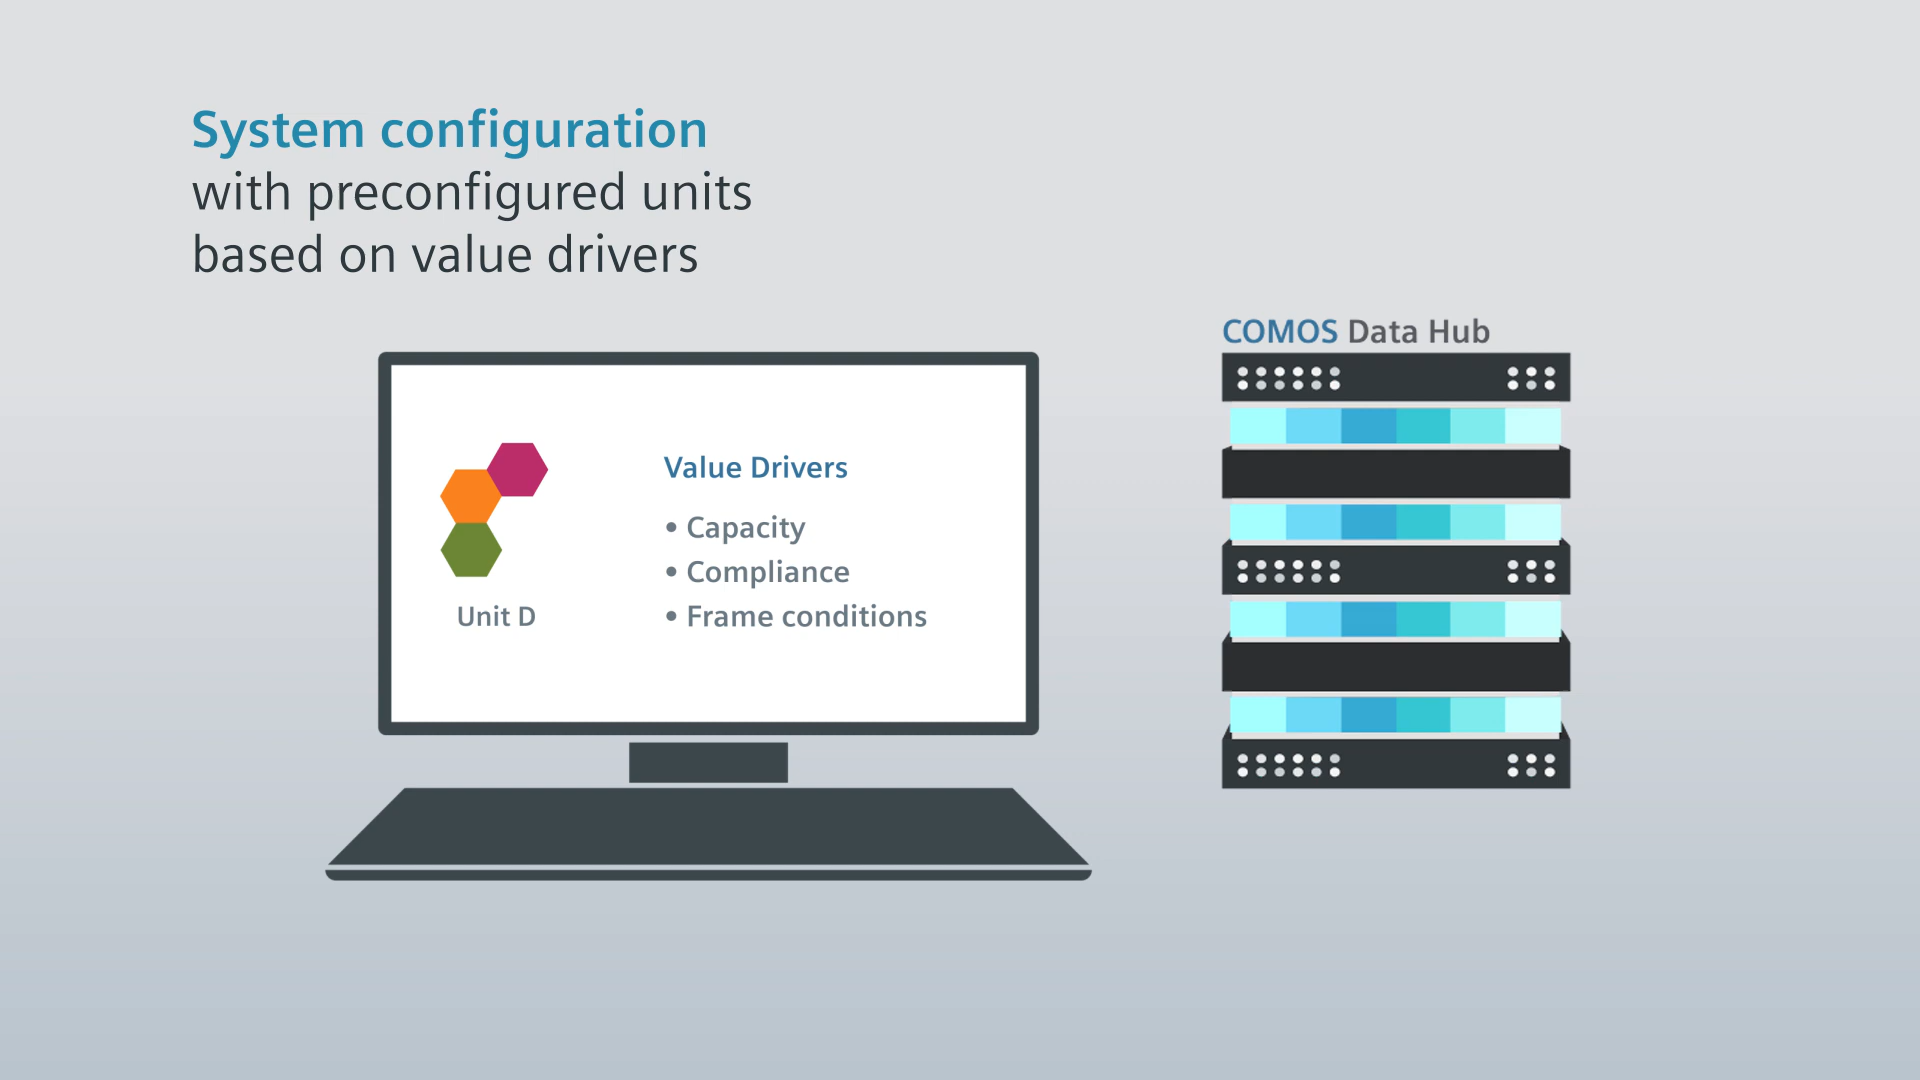 System configuration
with preconfigured units
based on value drivers
COMOS Data Hub
Value Drivers
• Capacity
• Compliance
• Frame conditions
Unit D